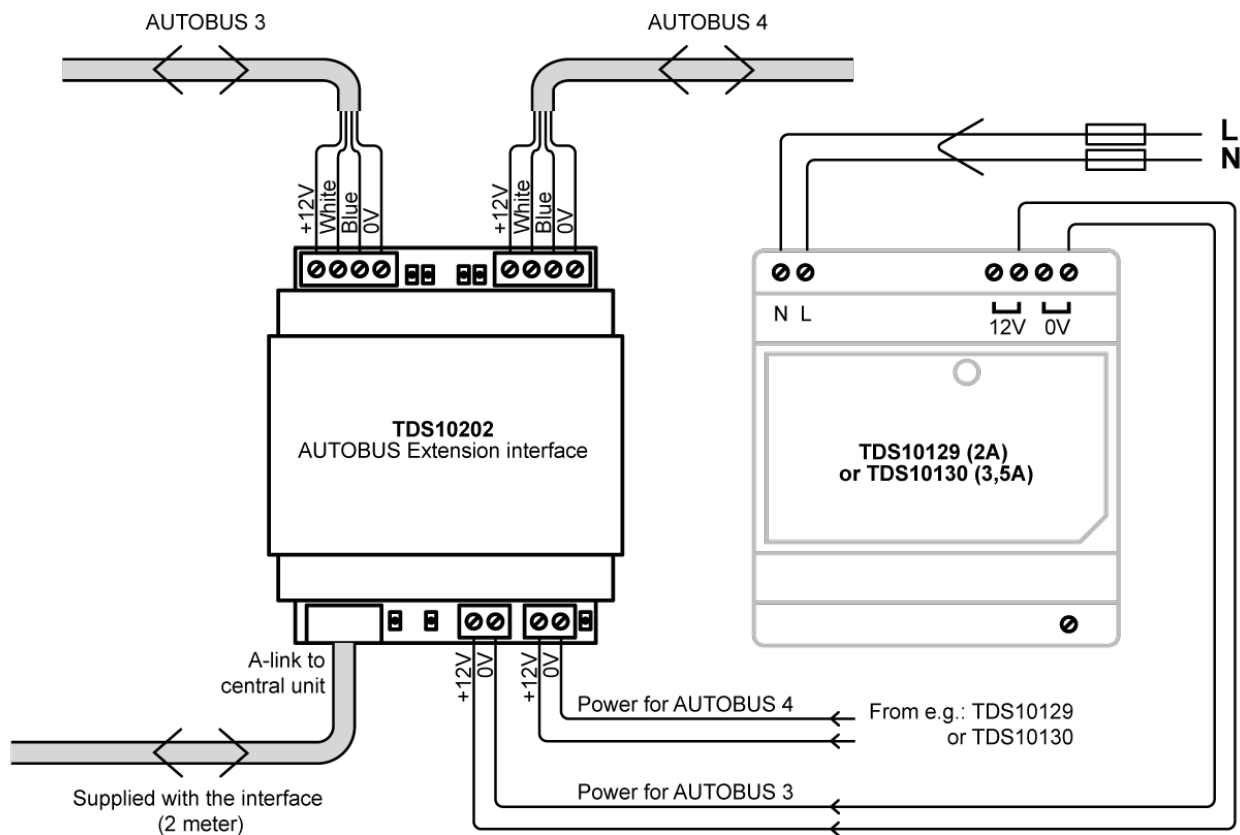 AUTOBUS 3
AUTOBUS 4
L
N
+12V
White
Blue
0V
+12V
White
Blue
0V
N L
12V
0V
TDS10202
AUTOBUS Extension interface
TDS10129 (2A)
or TDS10130 (3,5A)
A-link to
central unit
+12V
0V
+12V
0V
Power for AUTOBUS 4
From e.g.: TDS10129
or TDS10130
Supplied with the interface
(2 meter)
Power for AUTOBUS 3